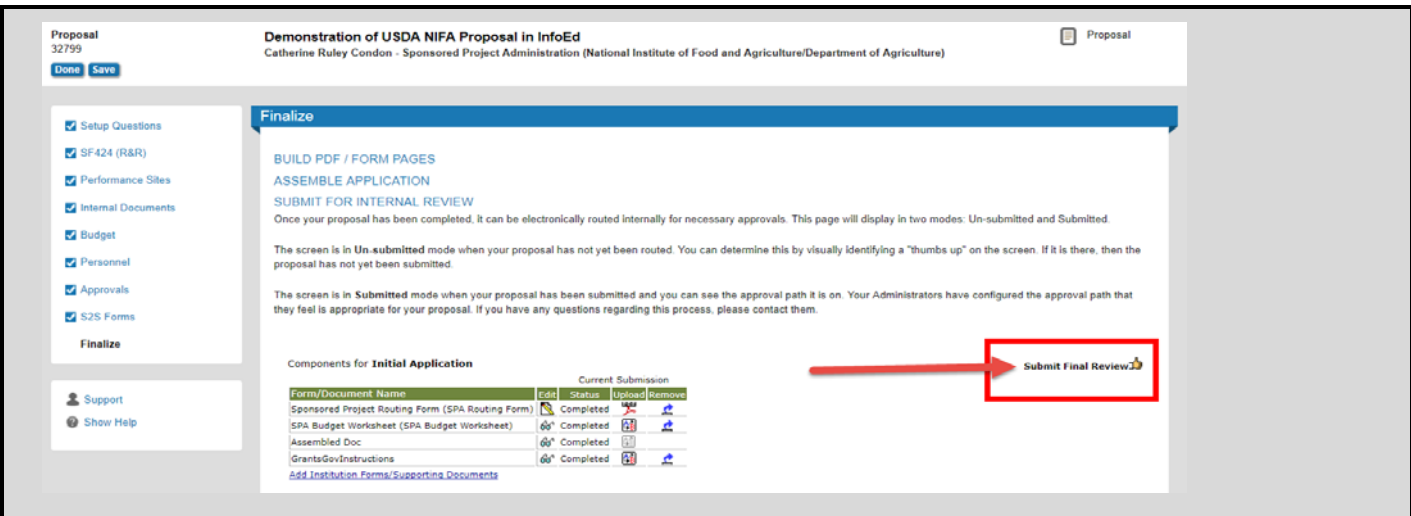 Proposal
32799
Done Save
Demonstration of USDA NIFA Proposal in InfoEd
Catherine Ruley Condon - Sponsored Project Administration (National Institute of Food and Agriculture/Department of Agriculture)
Proposal
Setup Questions
SF424 (R&R)
Performance Sites
Internal Documents
Budget
Personnel
Approvals
S2S Forms
Finalize
Support
Show Help
Finalize
BUILD PDF / FORM PAGES
ASSEMBLE APPLICATION
SUBMIT FOR INTERNAL REVIEW
Once your proposal has been completed, it can be electronically routed internally for necessary approvals. This page will display in two modes: Un-submitted and Submitted.
The screen is in Un-submitted mode when your proposal has not yet been routed. You can determine this by visually identifying a "thumbs up" on the screen. If it is there, then the
proposal has not yet been submitted.
The screen is in Submitted mode when your proposal has been submitted and you can see the approval path it is on. Your Administrators have configured the approval path that
they feel is appropriate for your proposal. If you have any questions regarding this process, please contact them.
Components for Initial Application
Submit Final Review
Current Submission
Form/Document Name Edit Status Upload Remove
Sponsored Project Routing Form (SPA Routing Form) Completed
SPA Budget Worksheet (SPA Budget Worksheet) Completed
Assembled Doc Completed
GrantsGovInstructions Completed
Add Institution Forms/Supporting Documents